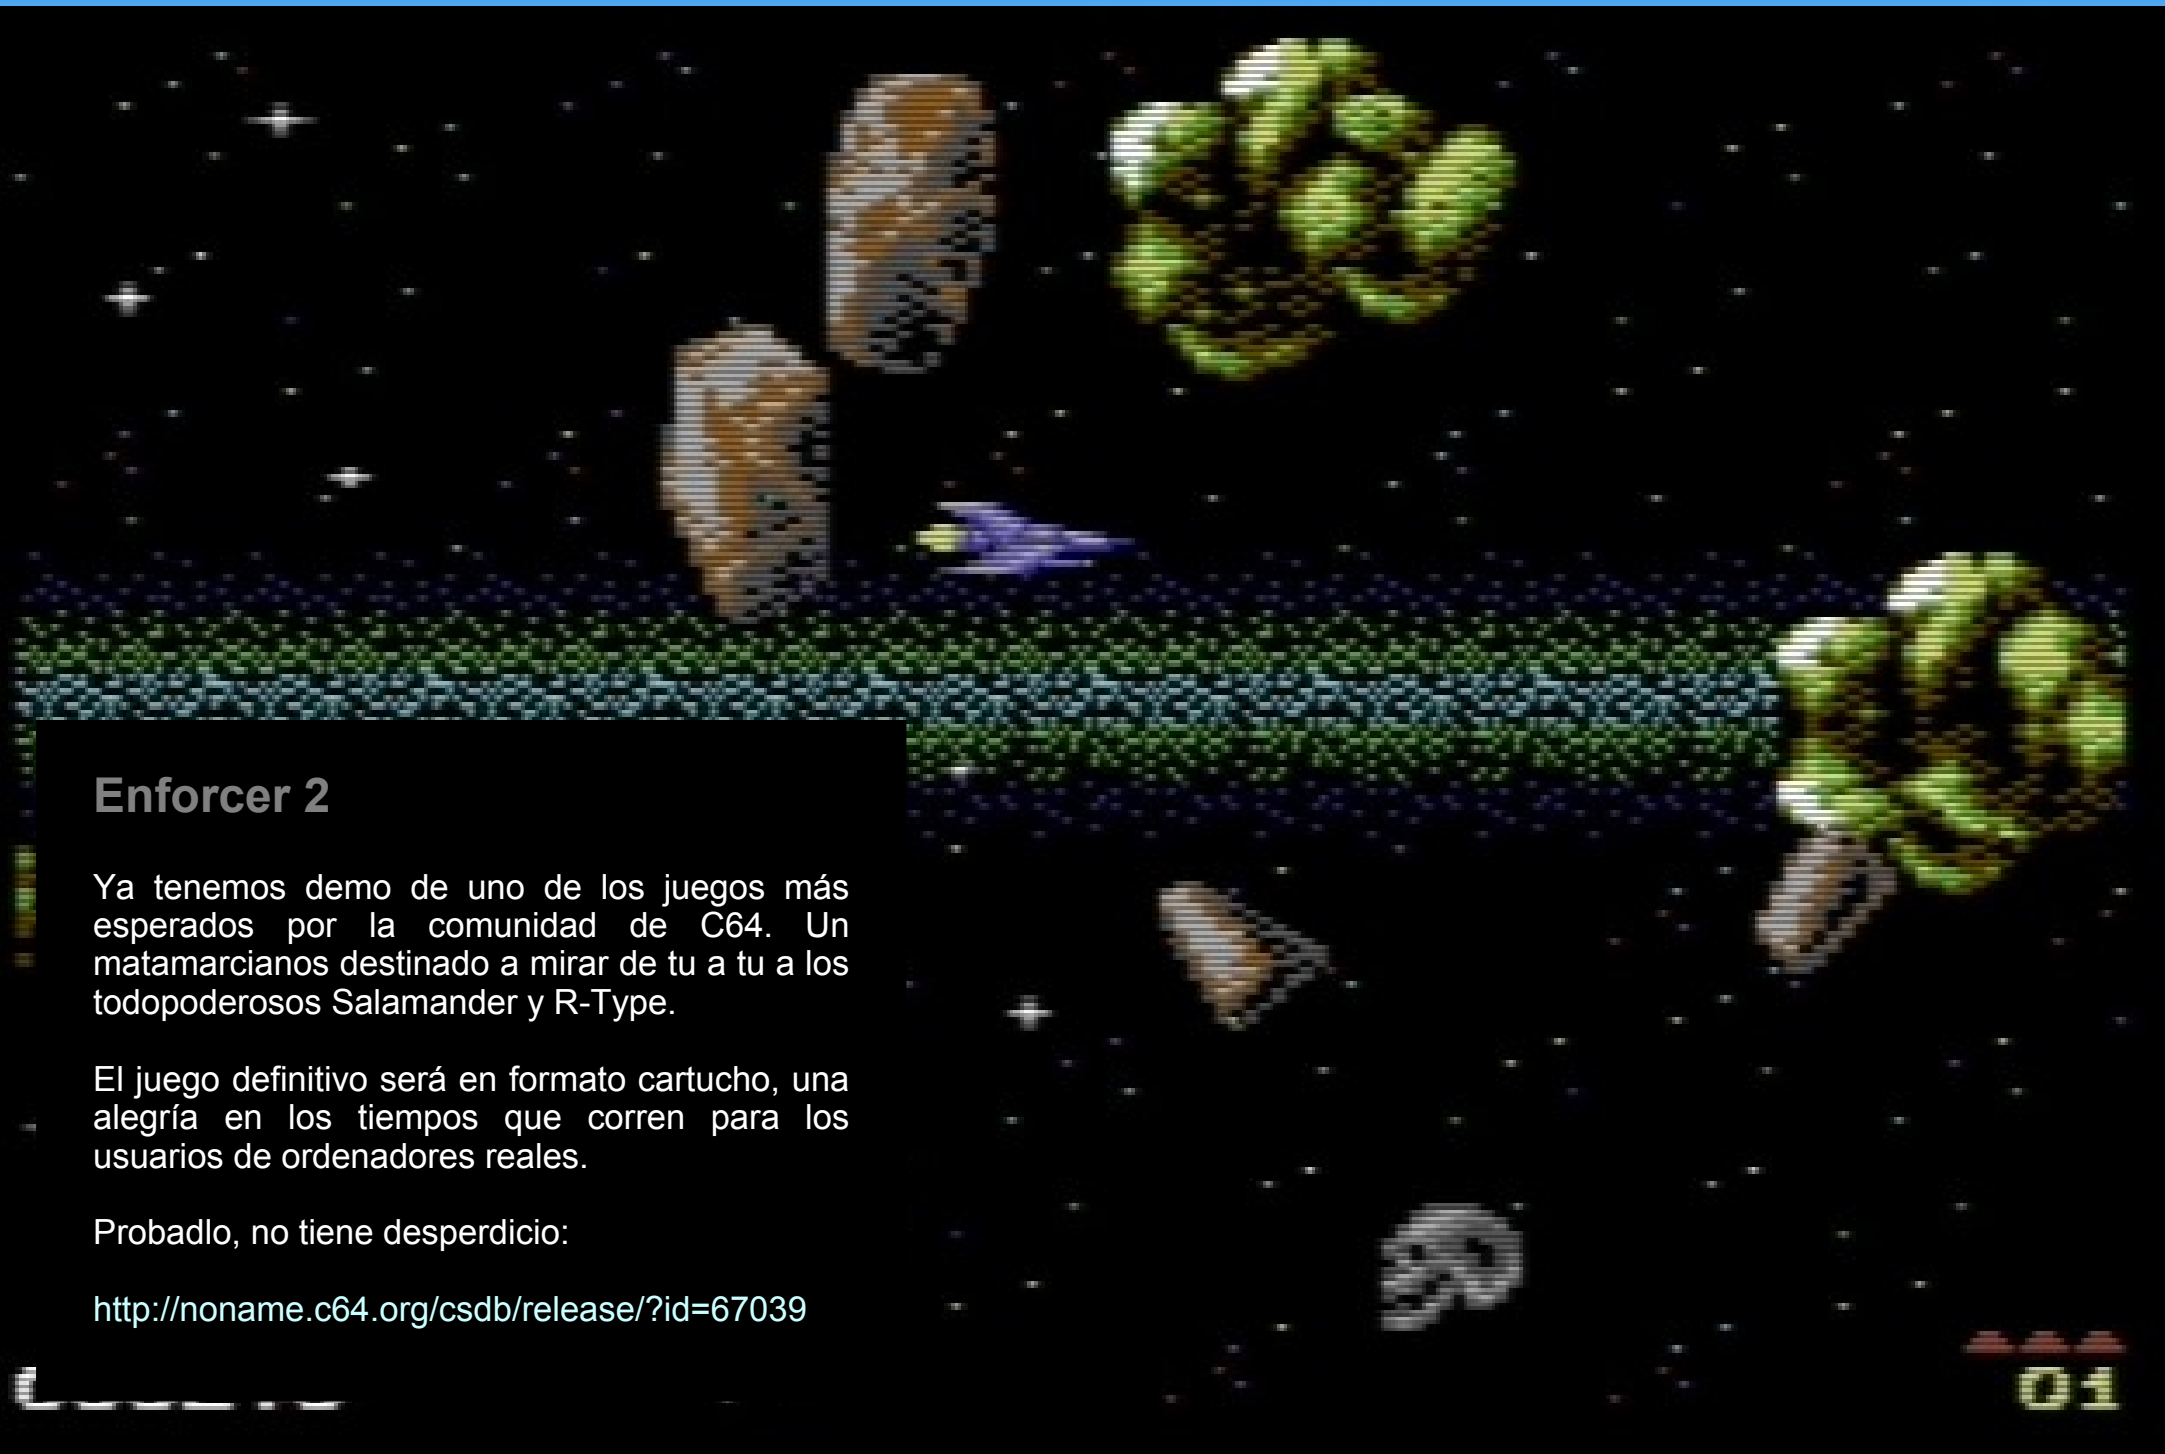 Enforcer 2
Ya tenemos demo de uno de los juegos más
esperados por la comunidad de C64. Un
matamarcianos destinado a mirar de tu a tu a los
todopoderosos Salamander y R-Type.
El juego definitivo será en formato cartucho, una
alegría en los tiempos que corren para los
usuarios de ordenadores reales.
Probadlo, no tiene desperdicio:
http://noname.c64.org/csdb/release/?id=67039
01